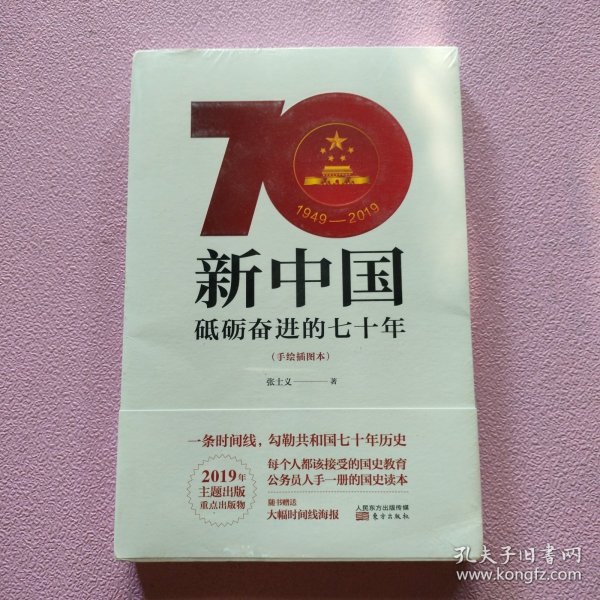 70
1949—2019
新中国
砥砺奋进的七十年
（手绘插图本）
张士义————著
一条时间线，勾勒共和国七十年历史
2019年
主题出版
重点出版物
每个人都该接受的国史教育
公务员人手一册的国史读本
随书赠送
大幅时间线海报
人民东方出版传媒
东方出版社
孔夫子旧书网
www.kongfz.com